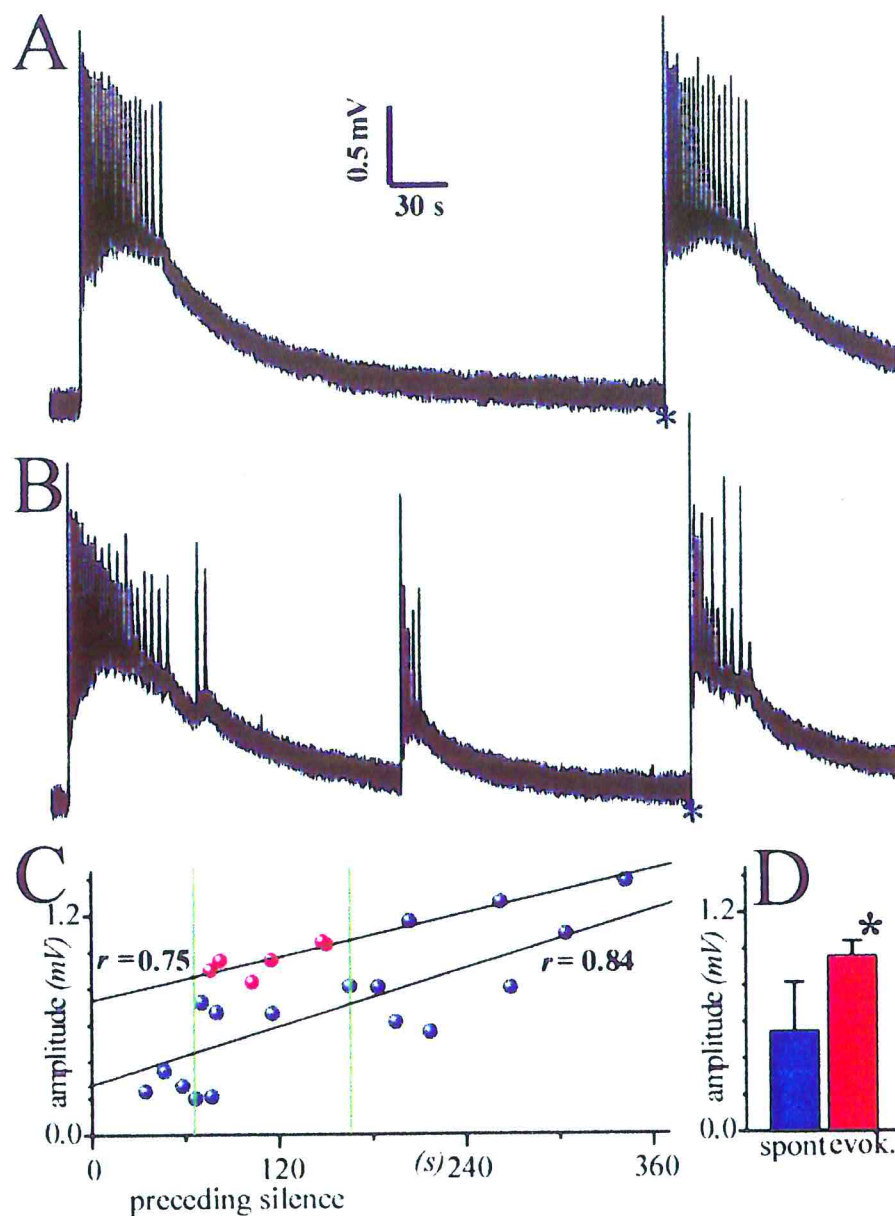 A
0.5 mV
30 s
*
B
*
C
1.2
r = 0.75
r = 0.84
amplitude (mV)
0.0
0
120
(s)
240
360
preceding silence
D
1.2
*
amplitude (mV)
0.0
spont evok.